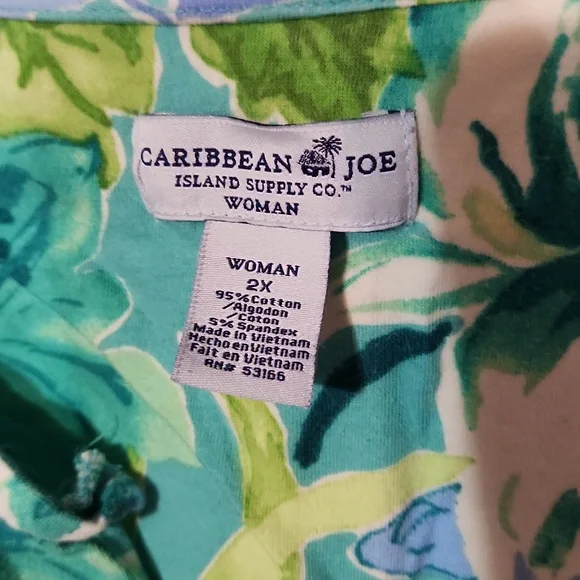 CARIBBEAN JOE
ISLAND SUPPLY CO.™
WOMAN
WOMAN
2X
95% Cotton
/Algodon
/Coton
5% Spandex
Made in Vietnam
Hecho en Vietnam
Fait en Vietnam
RN# 53166